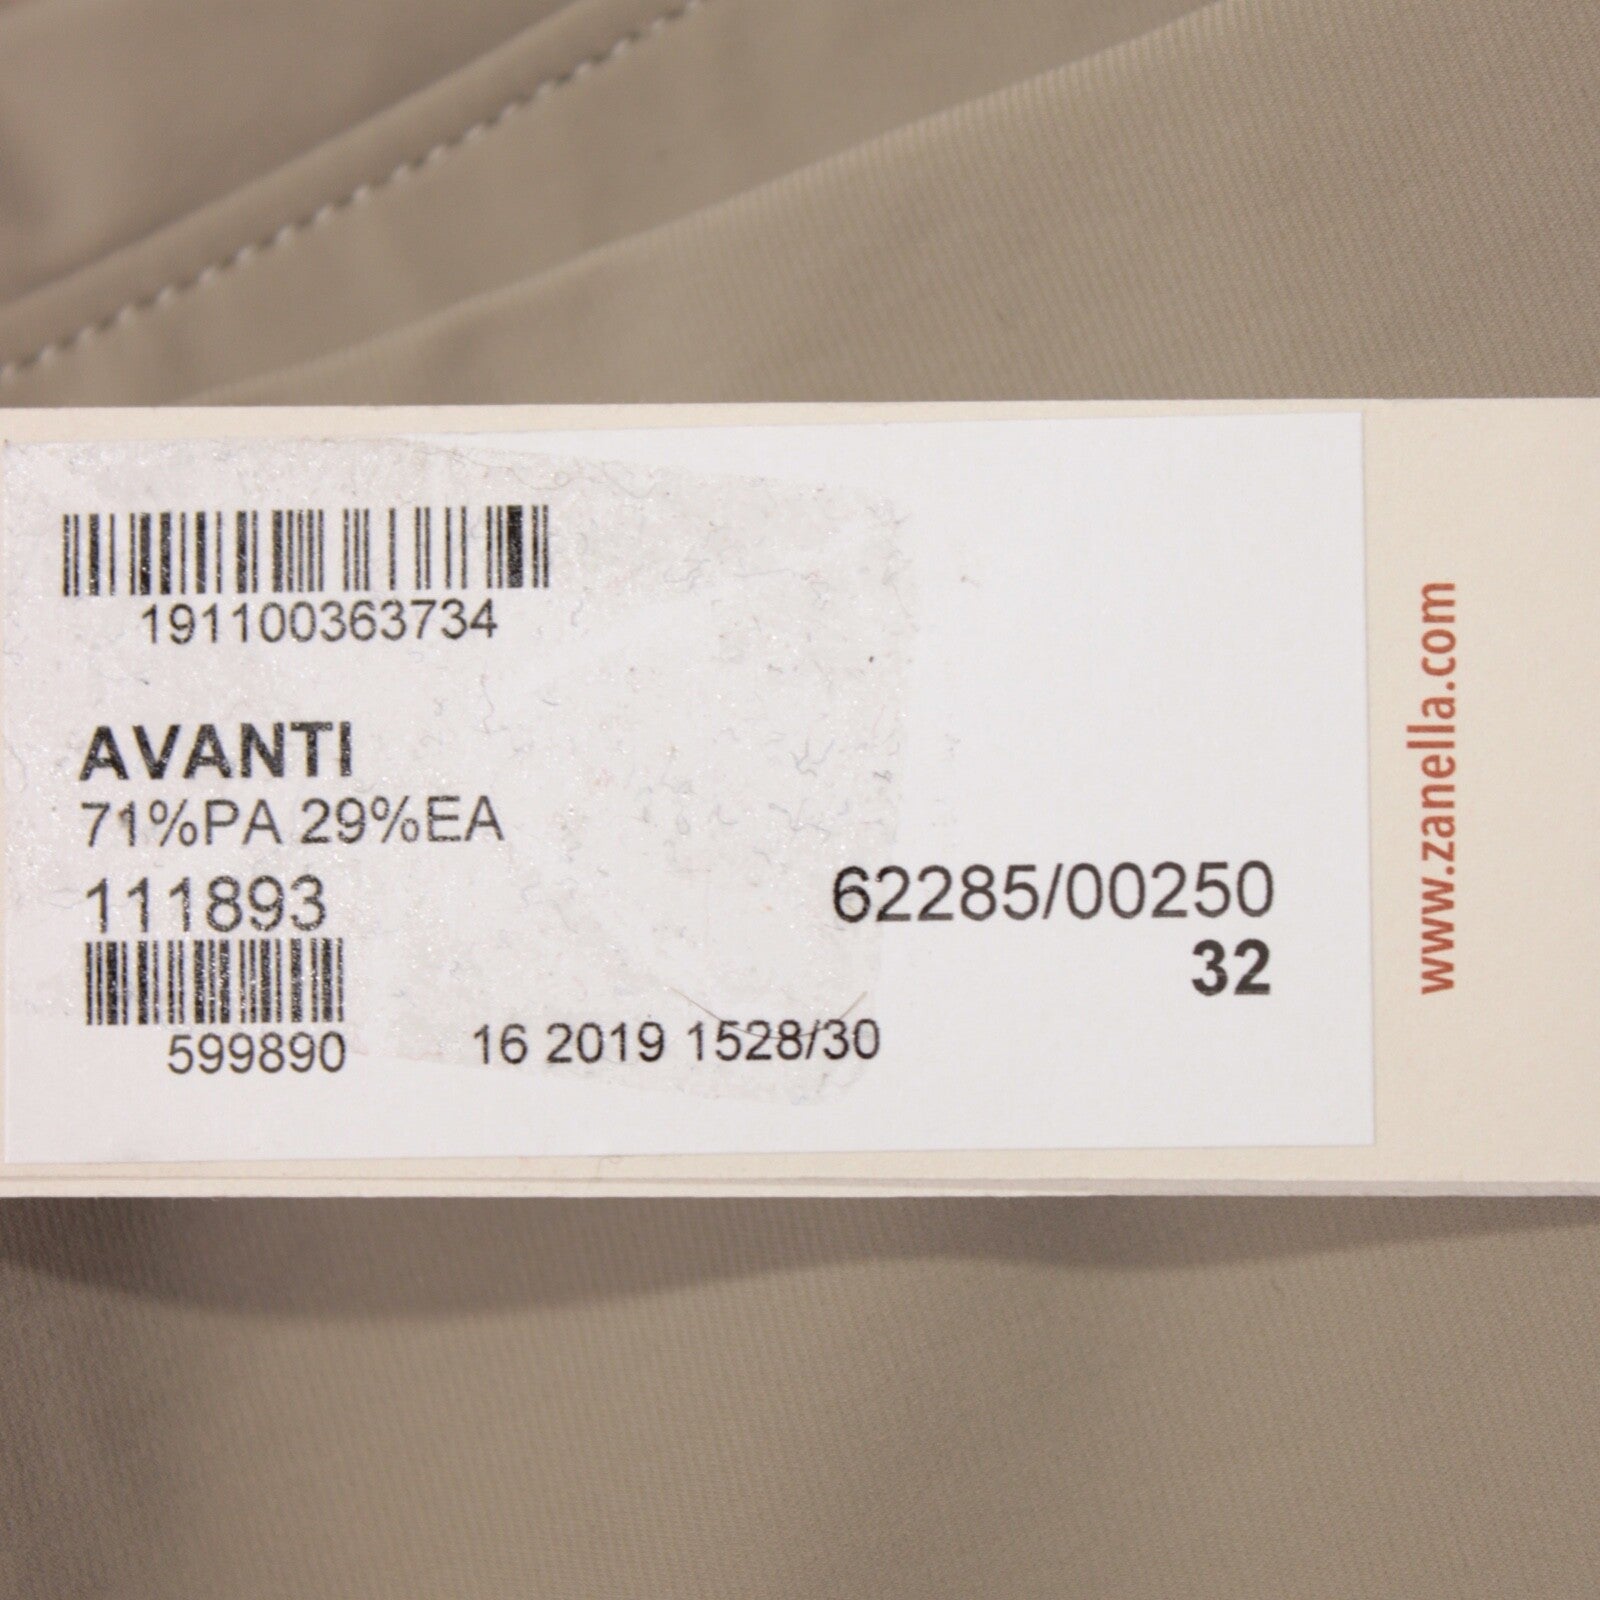 191100363734
AVANTI
71%PA 29%EA
111893
62285/00250
32
599890
16 2019 1528/30
www.zanella.com